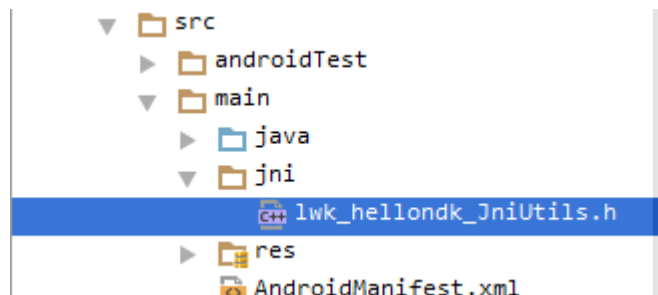 src
androidTest
main
java
jni
C++ lwk_hellondk_JniUtils.h
res
AndroidManifest.xml